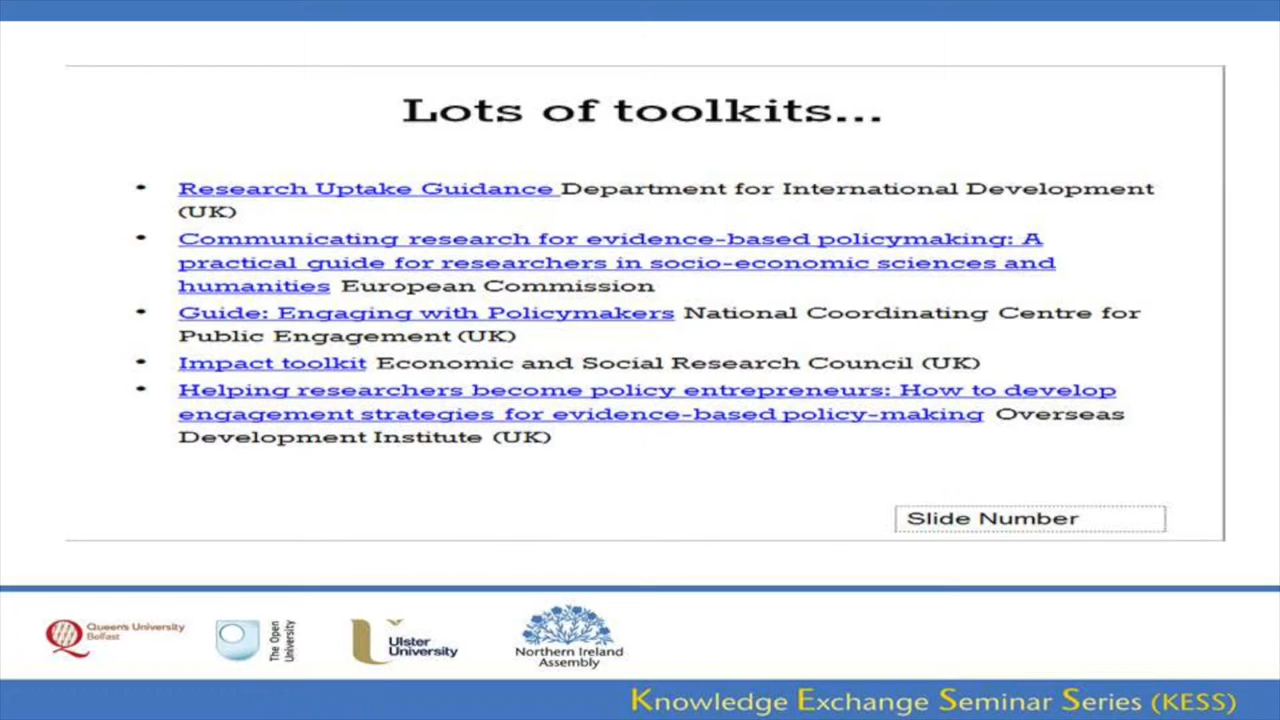 Lots of toolkits...
• Research Uptake Guidance Department for International Development
(UK)
• Communicating research for evidence-based policymaking: A
practical guide for researchers in socio-economic sciences and
humanities European Commission
• Guide: Engaging with Policymakers National Coordinating Centre for
Public Engagement (UK)
• Impact toolkit Economic and Social Research Council (UK)
• Helping researchers become policy entrepreneurs: How to develop
engagement strategies for evidence-based policy-making Overseas
Development Institute (UK)
Slide Number
Queen's University
Belfast
The Open
University
Ulster
University
Northern Ireland
Assembly
Knowledge Exchange Seminar Series (KESS)